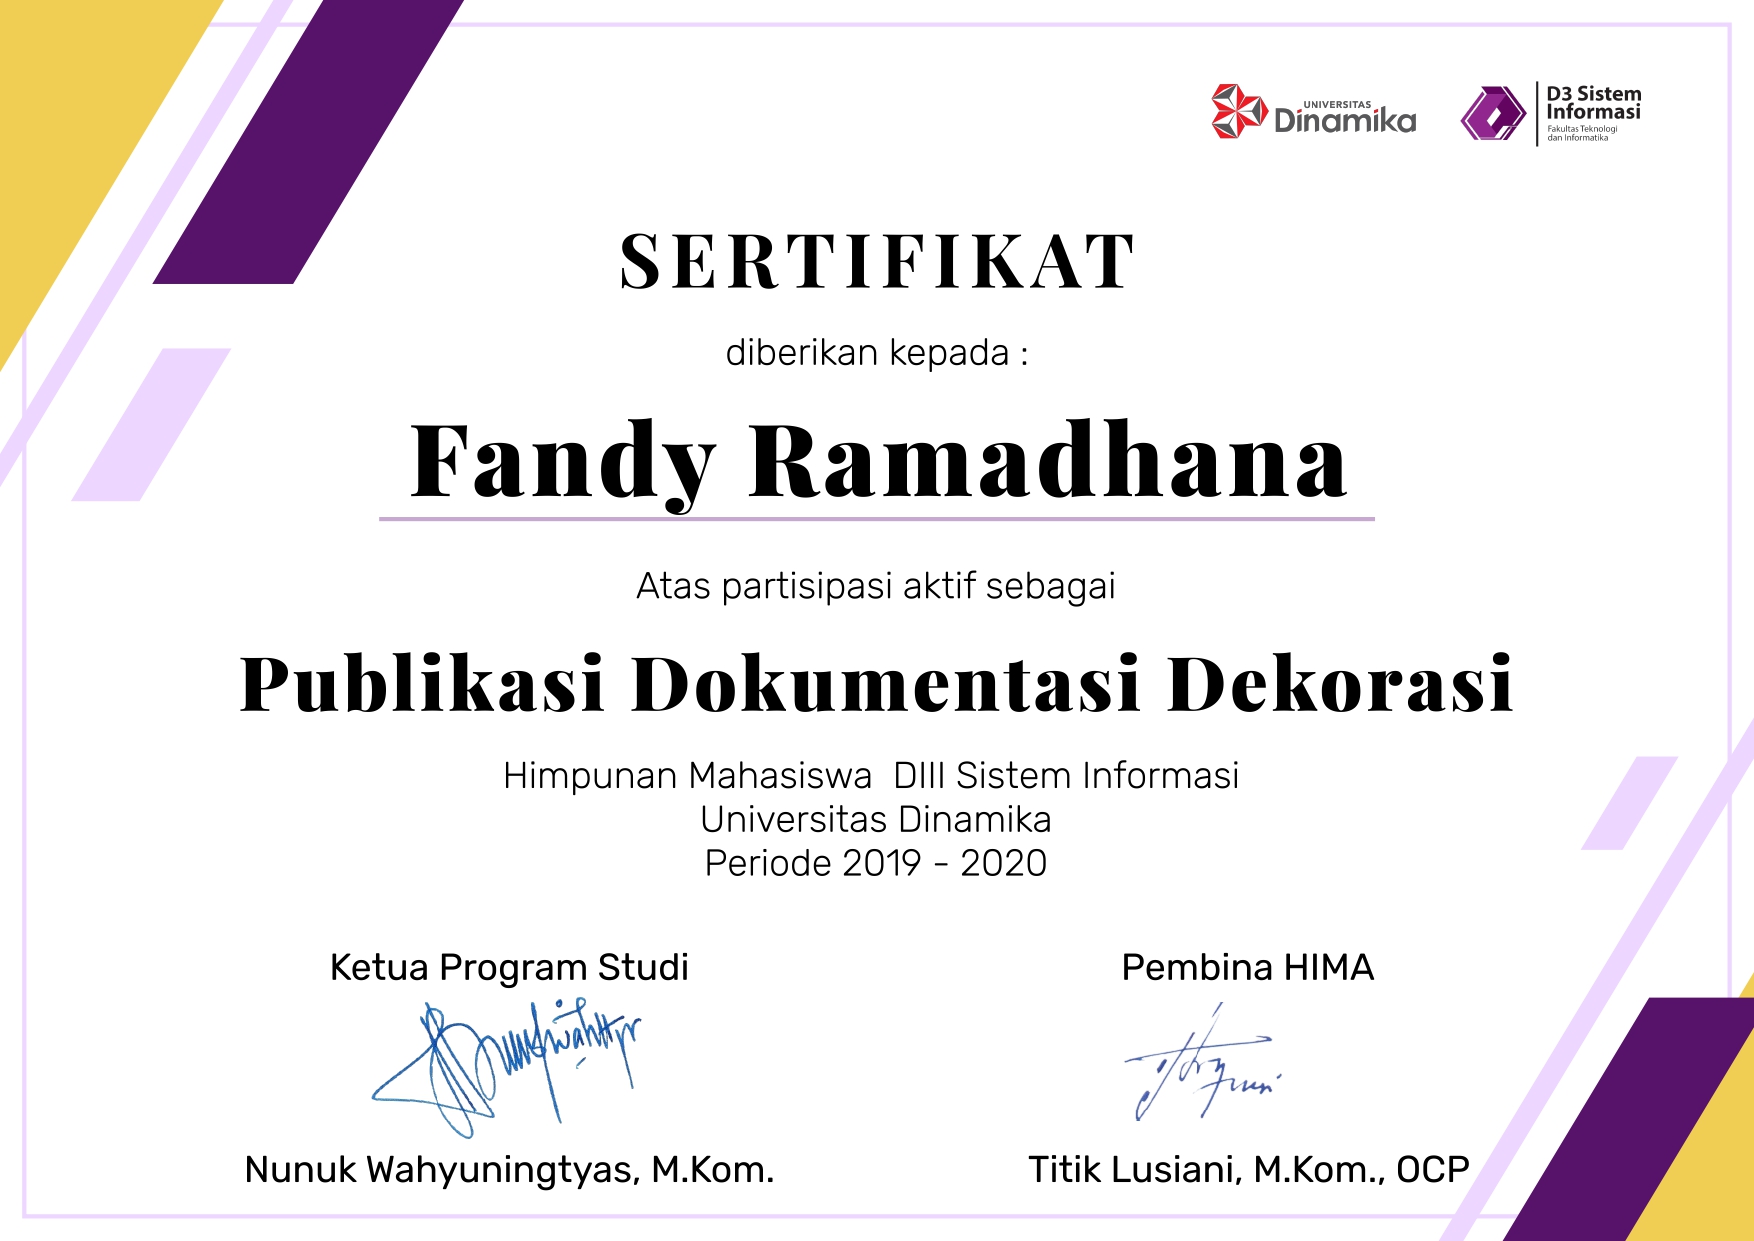 UNIVERSITAS
Dinamika
D3 Sistem
Informasi
Fakultas Teknologi
dan Informatika
SERTIFIKAT
diberikan kepada :
Fandy Ramadhana
Atas partisipasi aktif sebagai
Publikasi Dokumentasi Dekorasi
Himpunan Mahasiswa  DIII Sistem Informasi
Universitas Dinamika
Periode 2019 - 2020
Ketua Program Studi
Pembina HIMA
Nunuk Wahyuningtyas, M.Kom.
Titik Lusiani, M.Kom., OCP